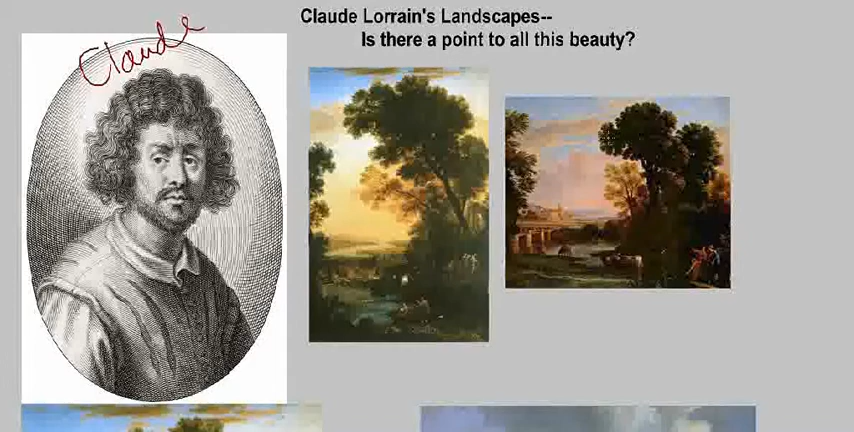 Claude Lorrain's Landscapes--
Is there a point to all this beauty?
Claude